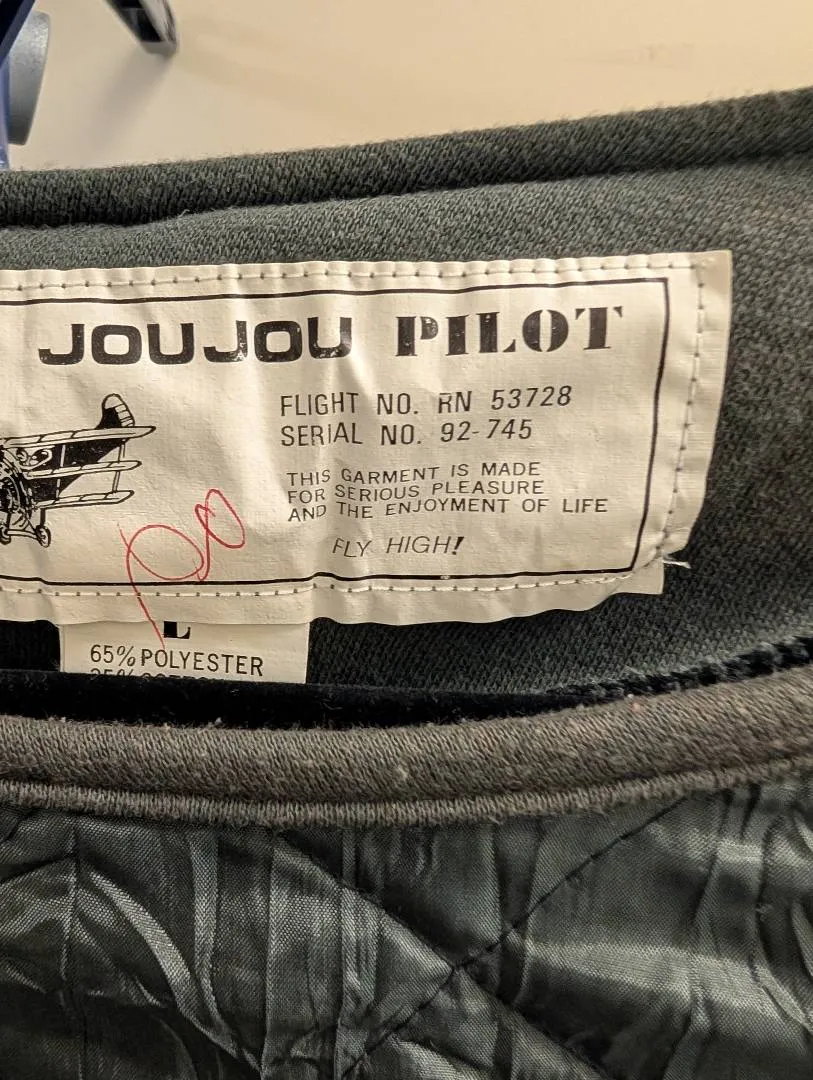 JOUJOU PILOT
FLIGHT NO. RN 53728
SERIAL NO. 92-745
THIS GARMENT IS MADE
FOR SERIOUS PLEASURE
AND THE ENJOYMENT OF LIFE
FLY HIGH!
L
65% POLYESTER